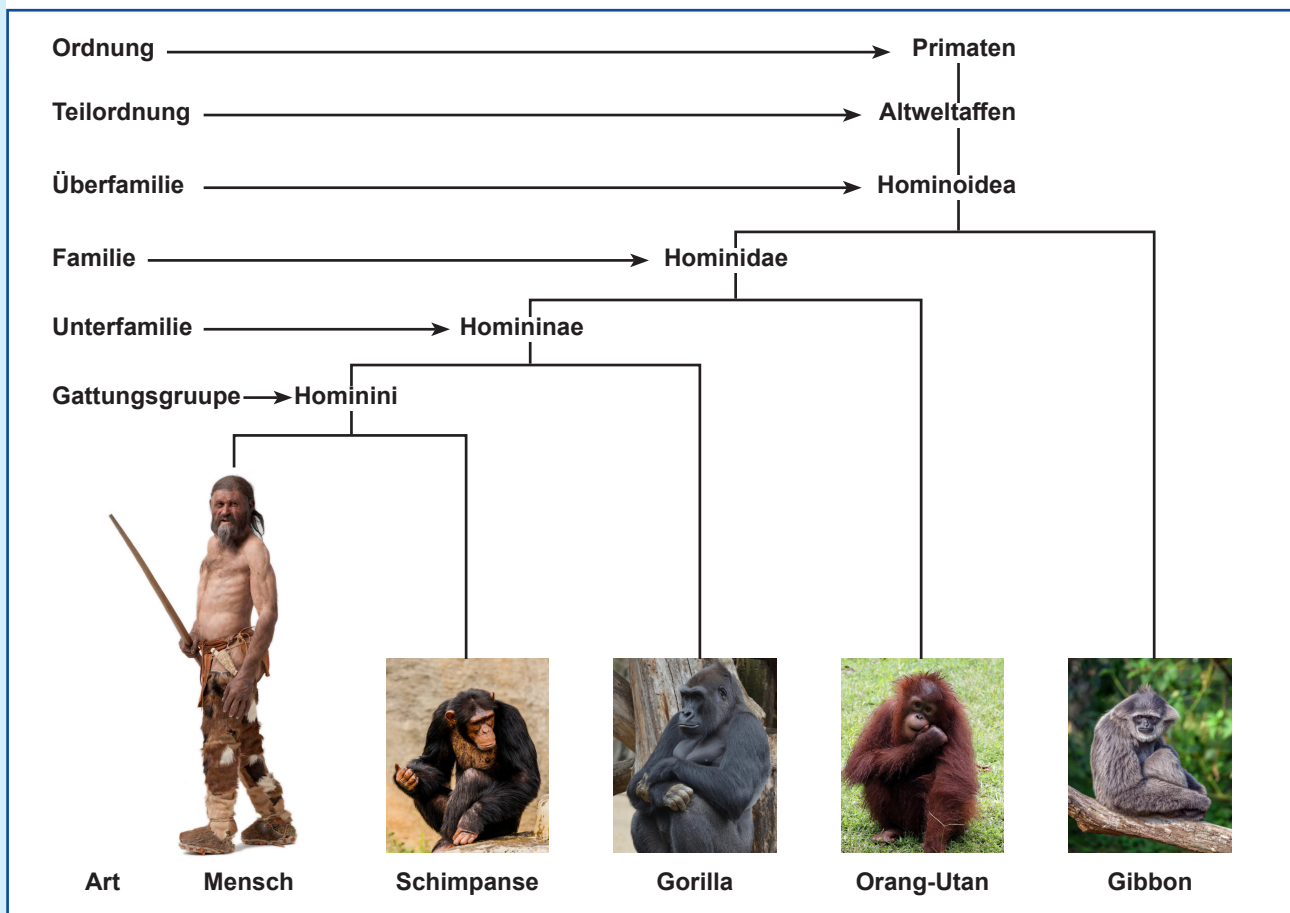 Ordnung Primaten
Teilordnung Altweltaffen
Überfamilie Hominoidea
Familie Hominidae
Unterfamilie Homininae
Gattungsgruupe Hominini
Art Mensch Schimpanse Gorilla Orang-Utan Gibbon